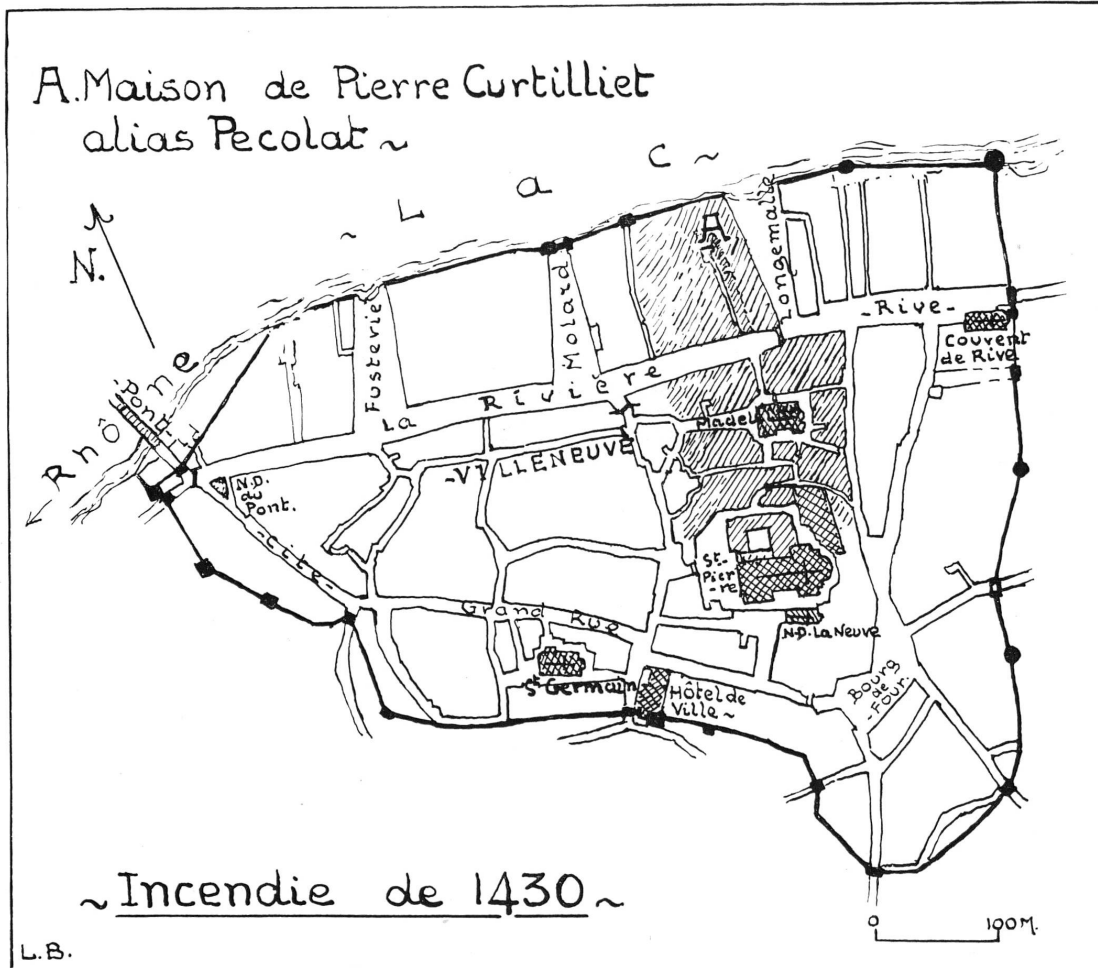 A. Maison de Pierre Curtilliet
alias Pecolat ~
~ L a c ~
N.
Rhône
Pont
Fusterie
Molard
Longemalle
-Rive-
Couvent
de Rive
La Rivière
Madel
-VILLENEUVE
N.D.
du
Pont.
-Cité-
St-
Pier
-re-
N.D. La Neuve
Grand Rue
St Germain
Hôtel de
Ville ~
Bourg
de
-Four-
~ Incendie de 1430 ~
0 100M.
L.B.